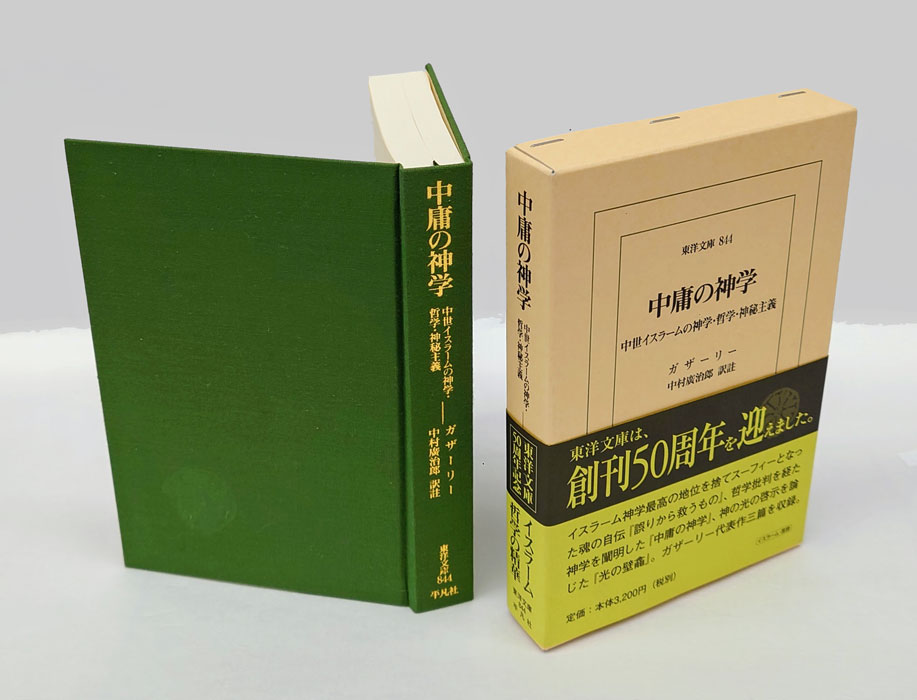 中庸の神学
中世イスラームの神学・
哲学・神秘主義
ガザーリー
中村廣治郎 訳註
東洋文庫
844
平凡社
中庸の神学
中世イスラームの神学・
哲学・神秘主義
東洋文庫
50周年記念
イスラーム
哲学の精華
東洋文庫 844
中庸の神学
中世イスラームの神学・哲学・神秘主義
ガザーリー
中村廣治郎 訳註
東洋文庫は、
創刊50周年を迎えました。
イスラーム神学最高の地位を捨てスーフィーとなっ
た魂の自伝『誤りから救うもの』、哲学批判を経た
神学を闡明した『中庸の神学』、神の光の啓示を論
じた『光の壁龕』。ガザーリー代表作三篇を収録。
定価：本体3,200円（税別）